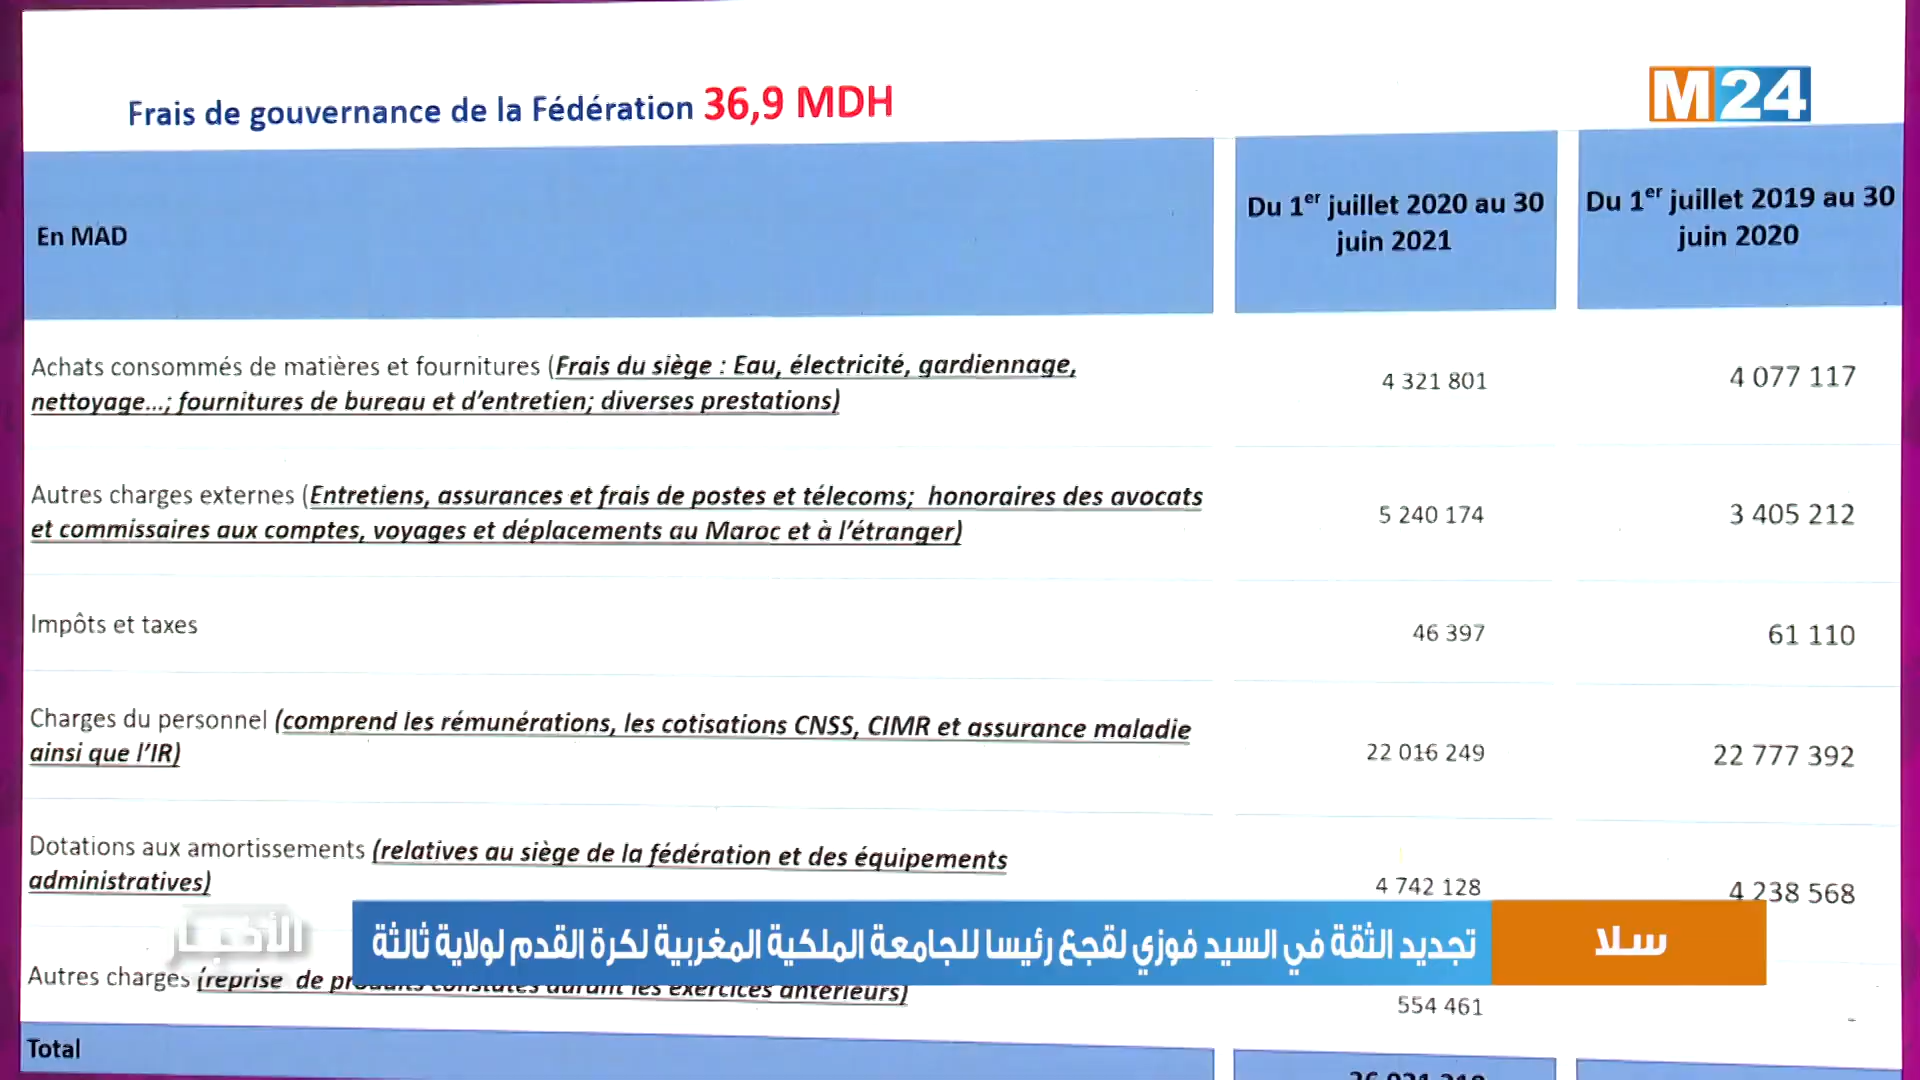 M24
Frais de gouvernance de la Fédération 36,9 MDH
En MAD
Du 1er juillet 2020 au 30
juin 2021
Du 1er juillet 2019 au 30
juin 2020
Achats consommés de matières et fournitures (Frais du siège : Eau, électricité, gardiennage,
nettoyage...; fournitures de bureau et d'entretien; diverses prestations)
4 321 801
4 077 117
Autres charges externes (Entretiens, assurances et frais de postes et télecoms; honoraires des avocats
et commissaires aux comptes, voyages et déplacements au Maroc et à l'étranger)
5 240 174
3 405 212
Impôts et taxes
46 397
61 110
Charges du personnel (comprend les rémunérations, les cotisations CNSS, CIMR et assurance maladie
ainsi que l'IR)
22 016 249
22 777 392
Dotations aux amortissements (relatives au siège de la fédération et des équipements
administratives)
4 742 128
4 238 568
Autres charges (reprise de produits constatés durant les exercices antérieurs)
554 461
-
Total
الأخبار
سلا
تجديد الثقة في السيد فوزي لقجع رئيسا للجامعة الملكية المغربية لكرة القدم لولاية ثالثة